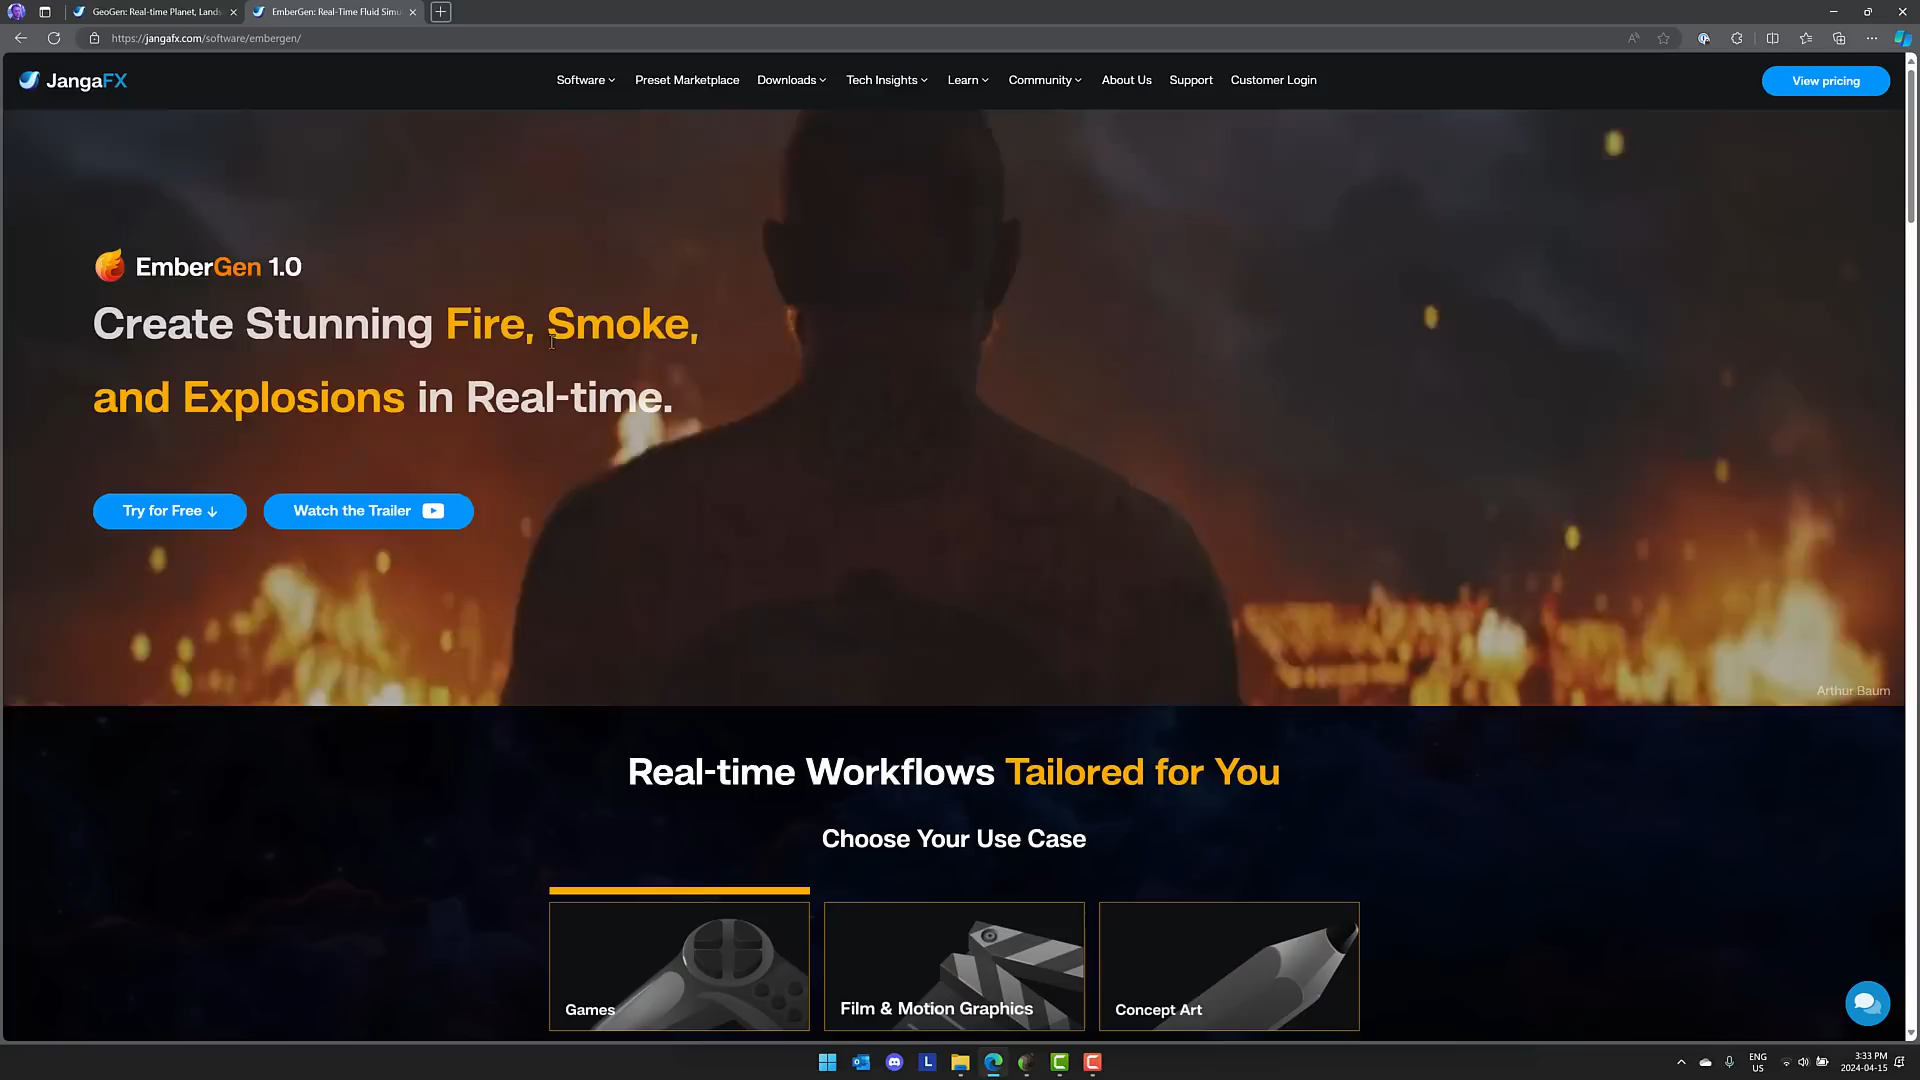 GeoGen: Real-time Planet, Lands
EmberGen: Real-Time Fluid Simu
https://jangafx.com/software/embergen/
JangaFX
Software
Preset Marketplace
Downloads
Tech Insights
Learn
Community
About Us
Support
Customer Login
View pricing
EmberGen 1.0
Create Stunning Fire, Smoke,
and Explosions in Real-time.
Try for Free
Watch the Trailer
Arthur Baum
Real-time Workflows Tailored for You
Choose Your Use Case
Games
Film & Motion Graphics
Concept Art
L
ENG
US
3:33 PM
2024-04-15